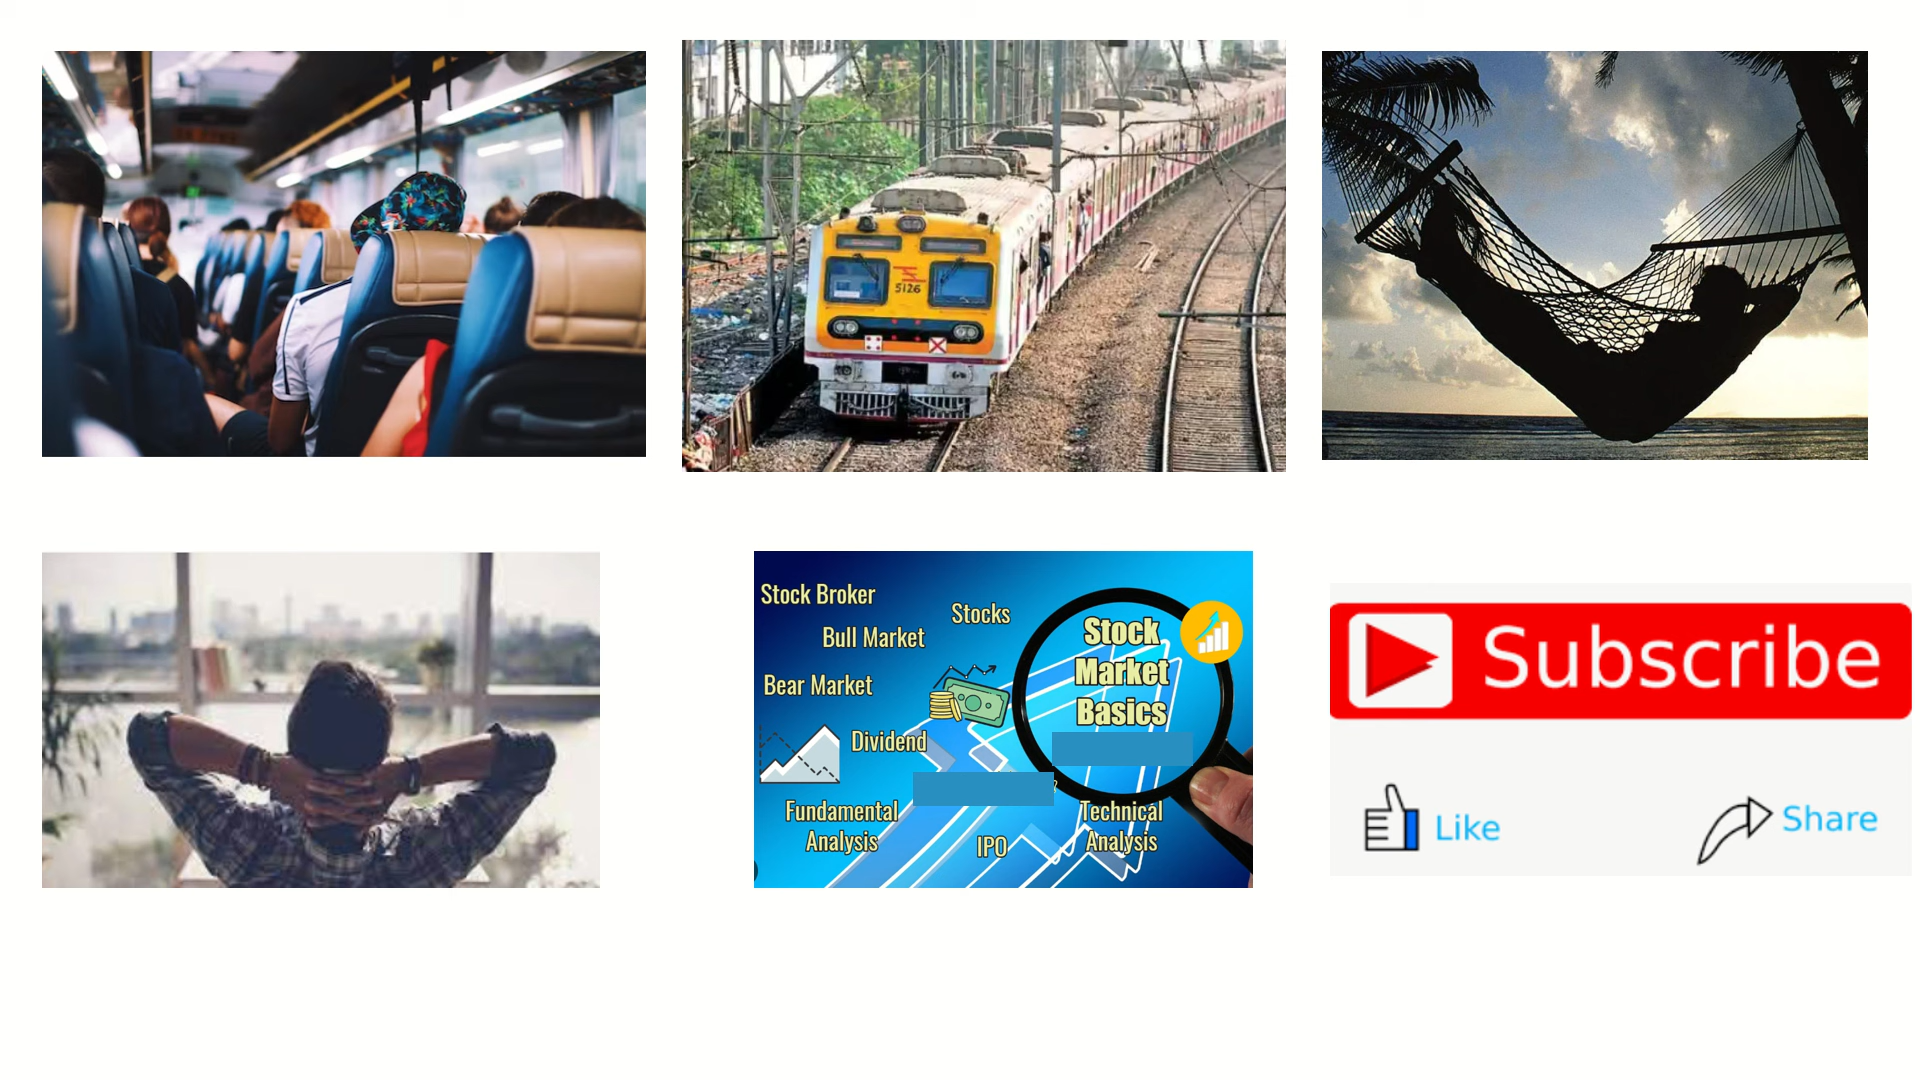 5126
Stock Broker
Stocks
Bull Market
Bear Market
Stock
Market
Basics
Dividend
Fundamental
Analysis
IPO
Technical
Analysis
Subscribe
Like
Share